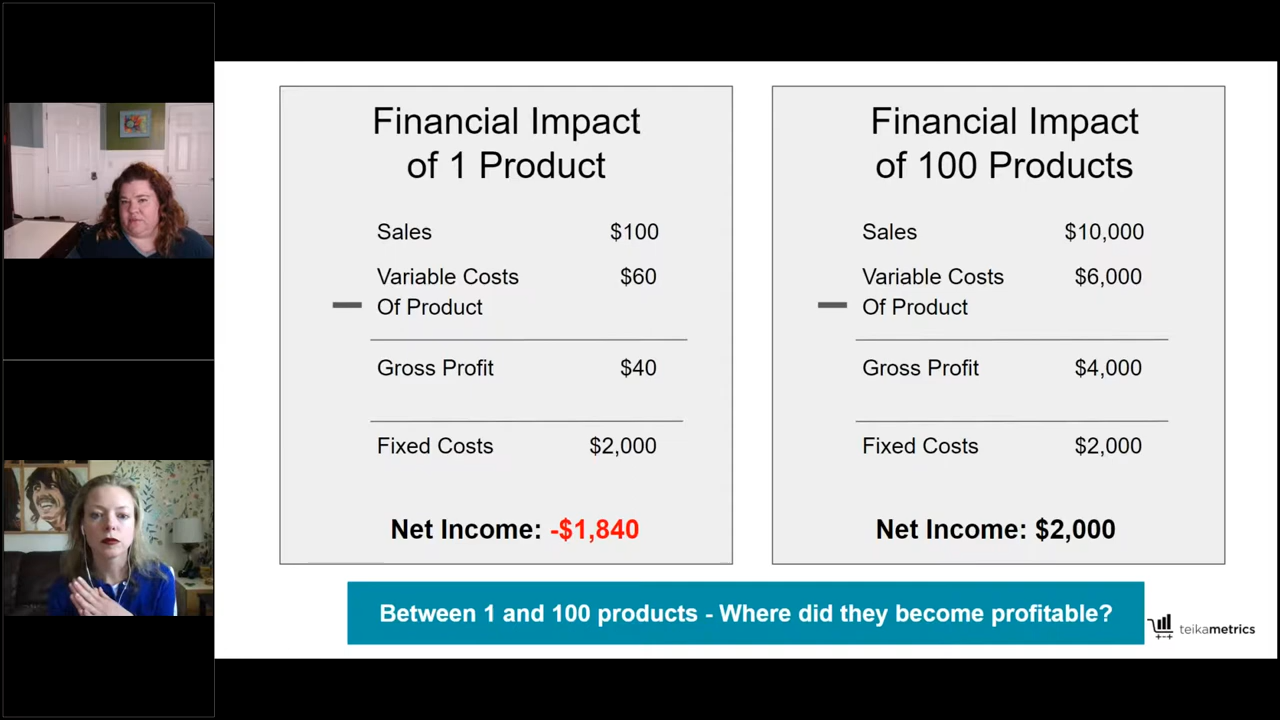 Financial Impact
of 1 Product
Sales $100
Variable Costs $60
Of Product
Gross Profit $40
Fixed Costs $2,000
Net Income: -$1,840
Financial Impact
of 100 Products
Sales $10,000
Variable Costs $6,000
Of Product
Gross Profit $4,000
Fixed Costs $2,000
Net Income: $2,000
Between 1 and 100 products - Where did they become profitable?
teikametrics